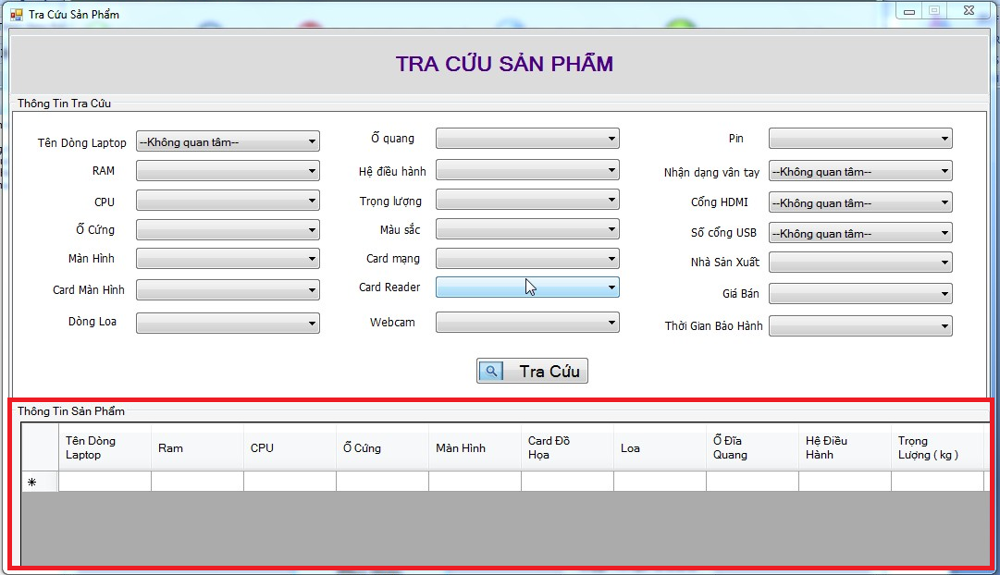 Tra Cứu Sản Phẩm
TRA CỨU SẢN PHẨM
Thông Tin Tra Cứu
Tên Dòng Laptop --Không quan tâm--
RAM
CPU
Ổ Cứng
Màn Hình
Card Màn Hình
Dòng Loa
Ổ quang
Hệ điều hành
Trọng lượng
Màu sắc
Card mạng
Card Reader
Webcam
Pin
Nhận dạng vân tay --Không quan tâm--
Cổng HDMI --Không quan tâm--
Số cổng USB --Không quan tâm--
Nhà Sản Xuất
Giá Bán
Thời Gian Bảo Hành
Tra Cứu
Thông Tin Sản Phẩm
Tên Dòng
Laptop
Ram
CPU
Ổ Cứng
Màn Hình
Card Đồ
Họa
Loa
Ổ Đĩa
Quang
Hệ Điều
Hành
Trọng
Lượng ( kg )